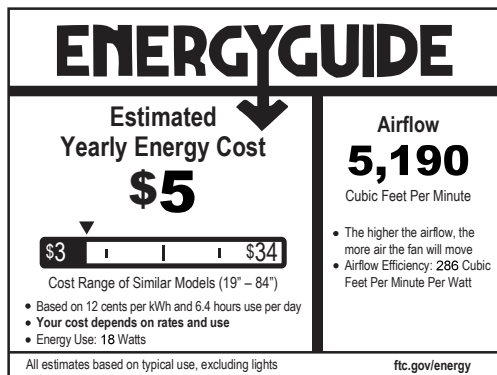 ENERGYGUIDE
Estimated
Yearly Energy Cost
$5
$3
$34
Cost Range of Similar Models (19” – 84”)
• Based on 12 cents per kWh and 6.4 hours use per day
• Your cost depends on rates and use
• Energy Use: 18 Watts
Airflow
5,190
Cubic Feet Per Minute
• The higher the airflow, the
more air the fan will move
• Airflow Efficiency: 286 Cubic
Feet Per Minute Per Watt
All estimates based on typical use, excluding lights
ftc.gov/energy